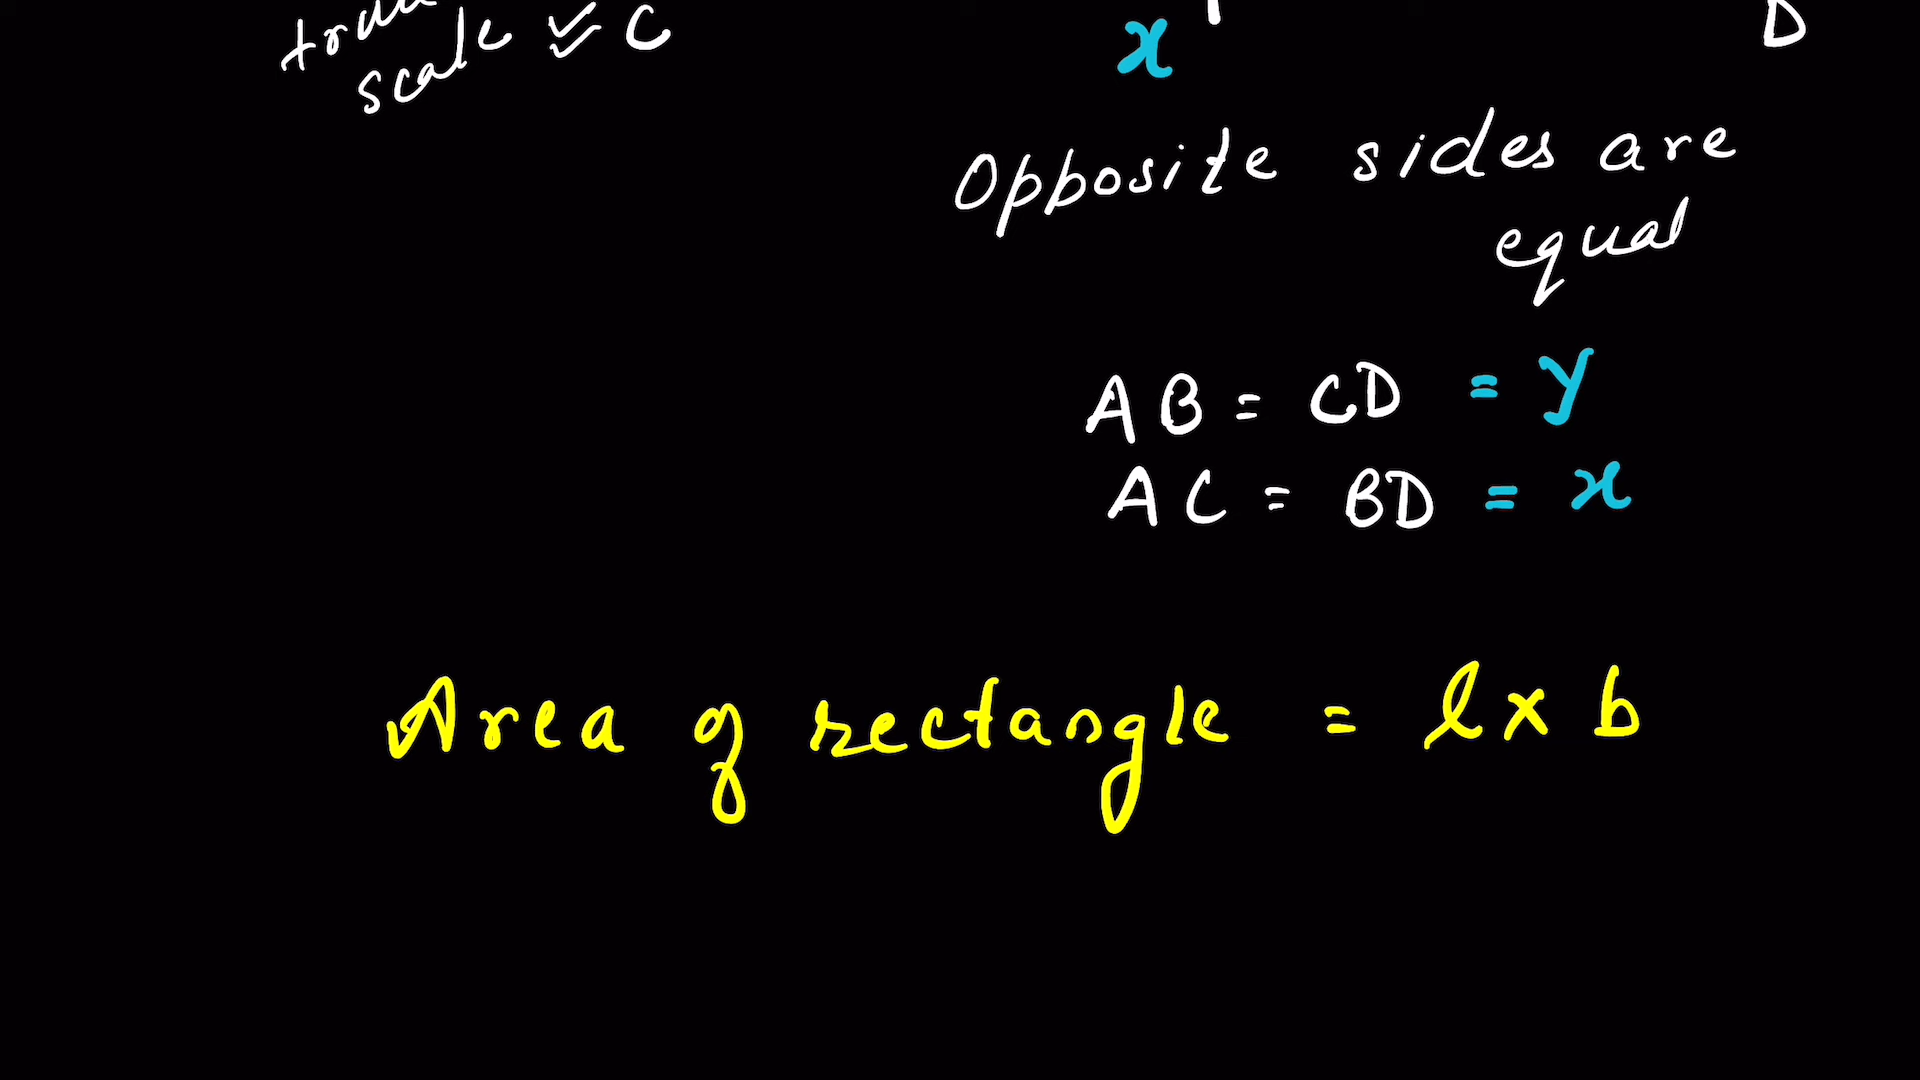 scale C
x D
Opposite sides are
equal
AB = CD = y
AC = BD = x
Area of rectangle = l x b